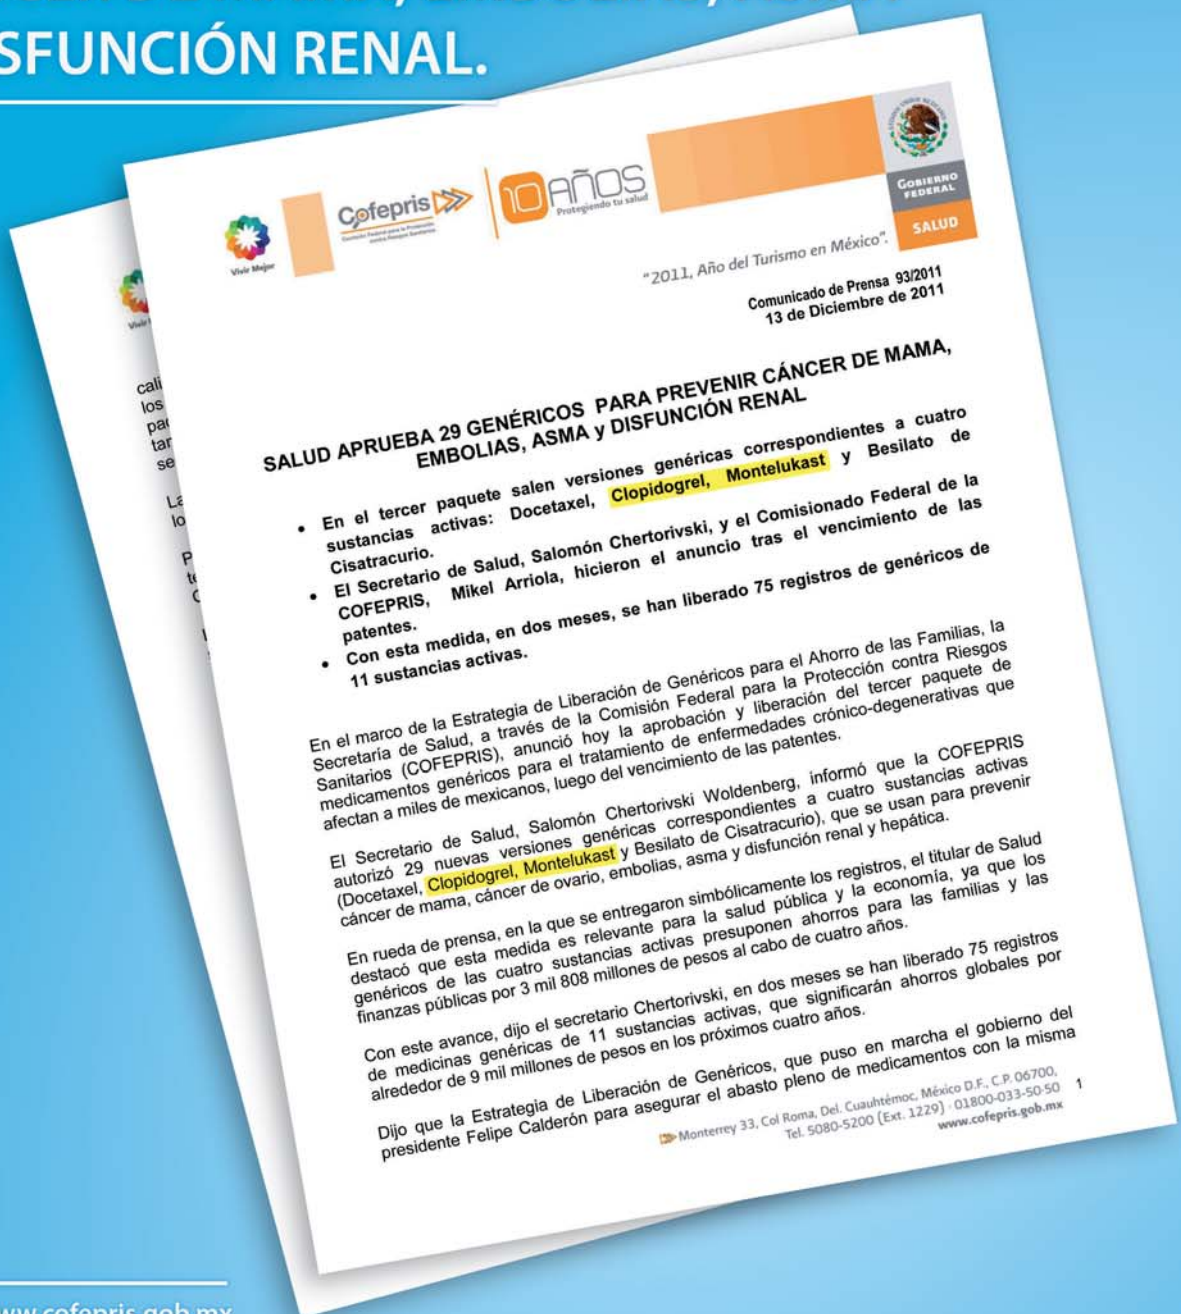 SFUNCIÓN RENAL.
Vivir Mejor
Cofepris
Comisión Federal para la Protección
contra Riesgos Sanitarios
10 AÑOS
Protegiendo tu salud
GOBIERNO
FEDERAL
SALUD
"2011, Año del Turismo en México".
Comunicado de Prensa 93/2011
13 de Diciembre de 2011
SALUD APRUEBA 29 GENÉRICOS PARA PREVENIR CÁNCER DE MAMA,
EMBOLIAS, ASMA y DISFUNCIÓN RENAL
• En el tercer paquete salen versiones genéricas correspondientes a cuatro
sustancias activas: Docetaxel, Clopidogrel, Montelukast y Besilato de
Cisatracurio.
• El Secretario de Salud, Salomón Chertorivski, y el Comisionado Federal de la
COFEPRIS, Mikel Arriola, hicieron el anuncio tras el vencimiento de las
patentes.
• Con esta medida, en dos meses, se han liberado 75 registros de genéricos de
11 sustancias activas.
En el marco de la Estrategia de Liberación de Genéricos para el Ahorro de las Familias, la
Secretaría de Salud, a través de la Comisión Federal para la Protección contra Riesgos
Sanitarios (COFEPRIS), anunció hoy la aprobación y liberación del tercer paquete de
medicamentos genéricos para el tratamiento de enfermedades crónico-degenerativas que
afectan a miles de mexicanos, luego del vencimiento de las patentes.
El Secretario de Salud, Salomón Chertorivski Woldenberg, informó que la COFEPRIS
autorizó 29 nuevas versiones genéricas correspondientes a cuatro sustancias activas
(Docetaxel, Clopidogrel, Montelukast y Besilato de Cisatracurio), que se usan para prevenir
cáncer de mama, cáncer de ovario, embolias, asma y disfunción renal y hepática.
En rueda de prensa, en la que se entregaron simbólicamente los registros, el titular de Salud
destacó que esta medida es relevante para la salud pública y la economía, ya que los
genéricos de las cuatro sustancias activas presuponen ahorros para las familias y las
finanzas públicas por 3 mil 808 millones de pesos al cabo de cuatro años.
Con este avance, dijo el secretario Chertorivski, en dos meses se han liberado 75 registros
de medicinas genéricas de 11 sustancias activas, que significarán ahorros globales por
alrededor de 9 mil millones de pesos en los próximos cuatro años.
Dijo que la Estrategia de Liberación de Genéricos, que puso en marcha el gobierno del
presidente Felipe Calderón para asegurar el abasto pleno de medicamentos con la misma
Monterrey 33, Col Roma, Del. Cuauhtémoc, México D.F., C.P. 06700,
Tel. 5080-5200 (Ext. 1229) · 01800-033-50-50
www.cofepris.gob.mx
1
cali
los
tar
se
lo
www.cofepris.gob.mx